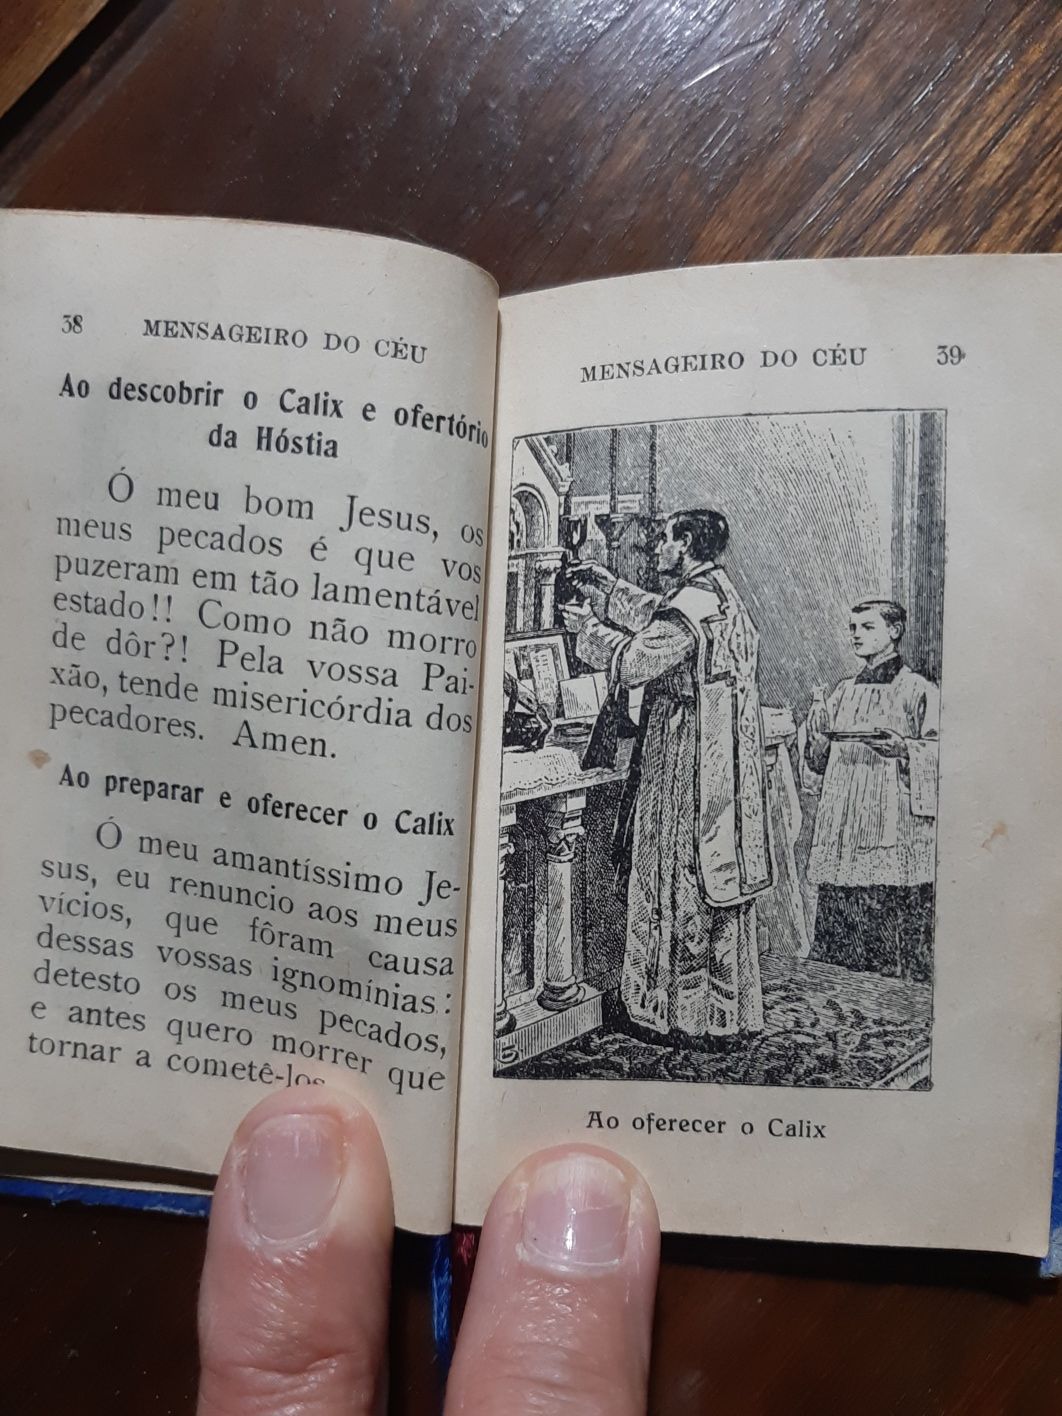 38 MENSAGEIRO DO CÉU
Ao descobrir o Calix e ofertório
da Hóstia
Ó meu bom Jesus, os
meus pecados é que vos
puzeram em tão lamentável
estado!! Como não morro
de dôr?! Pela vossa Pai-
xão, tende misericórdia dos
pecadores. Amen.
Ao preparar e oferecer o Calix
Ó meu amantíssimo Je-
sus, eu renuncio aos meus
vícios, que fôram causa
dessas vossas ignomínias:
detesto os meus pecados,
e antes quero morrer que
tornar a cometê-los
MENSAGEIRO DO CÉU 39
Ao oferecer o Calix